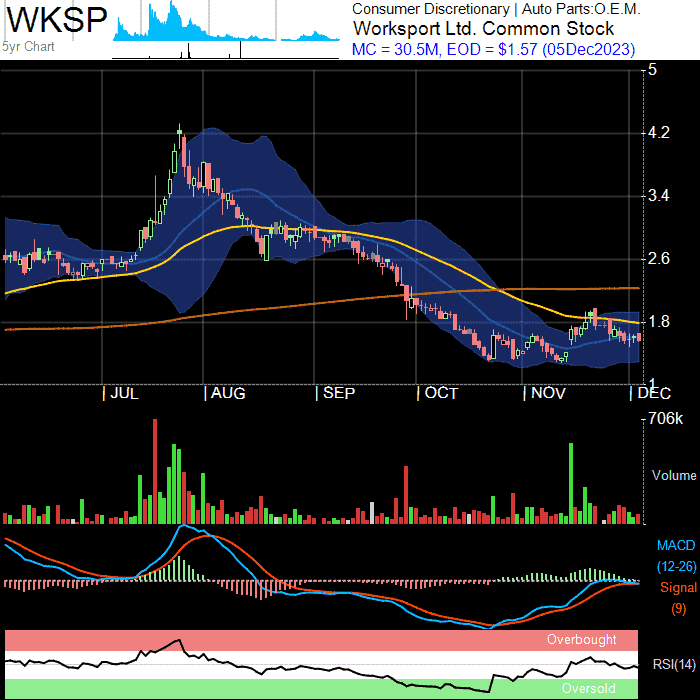 WKSP
5yr Chart
Consumer Discretionary | Auto Parts:O.E.M.
Worksport Ltd. Common Stock
MC = 30.5M, EOD = $1.57 (05Dec2023)
5
4.2
3.4
2.6
1.8
1
| JUL | AUG | SEP | OCT | NOV | DEC
706k
Volume
MACD
(12-26)
Signal
(9)
Overbought
RSI(14)
Oversold